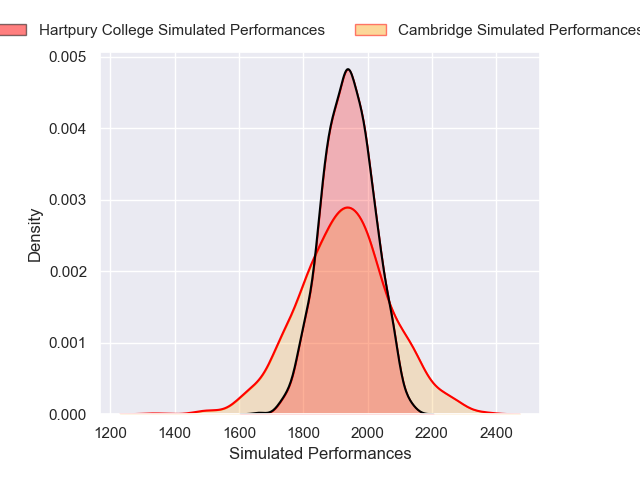 Hartpury College Simulated Performances
Cambridge Simulated Performances
0.005
0.004
0.003
0.002
0.001
0.000
Density
1200 1400 1600 1800 2000 2200 2400
Simulated Performances